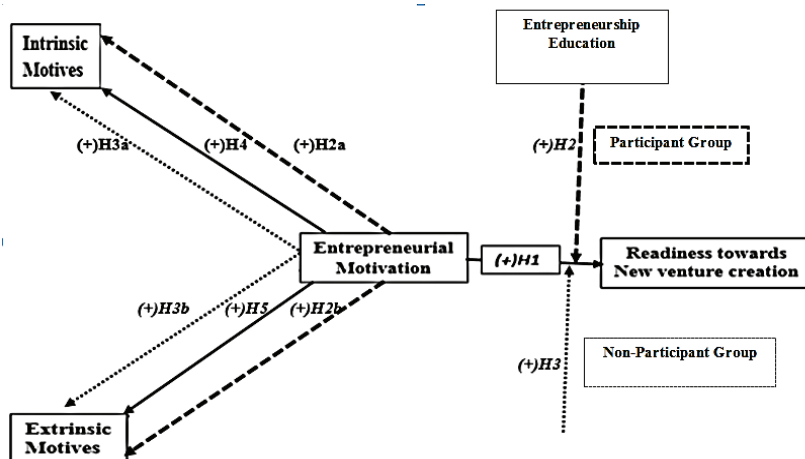 Entrepreneurship
Education
Intrinsic
Motives
(+)H3a
(+)H4
(+)H2a
(+)H2
Participant Group
Entrepreneurial
Motivation
(+)H1
Readiness towards
New venture creation
(+)H3b
(+)H5
(+)H2b
(+)H3
Non-Participant Group
Extrinsic
Motives